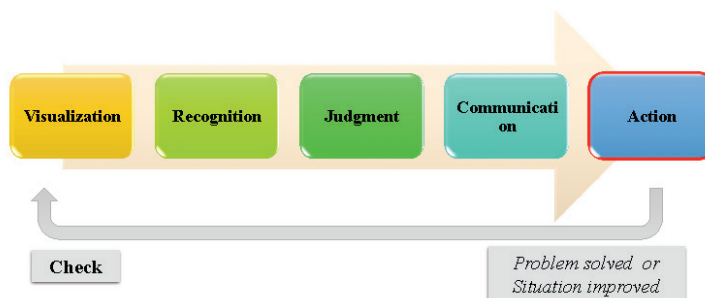 Visualization
Recognition
Judgment
Communicati
on
Action
Check
Problem solved or
Situation improved